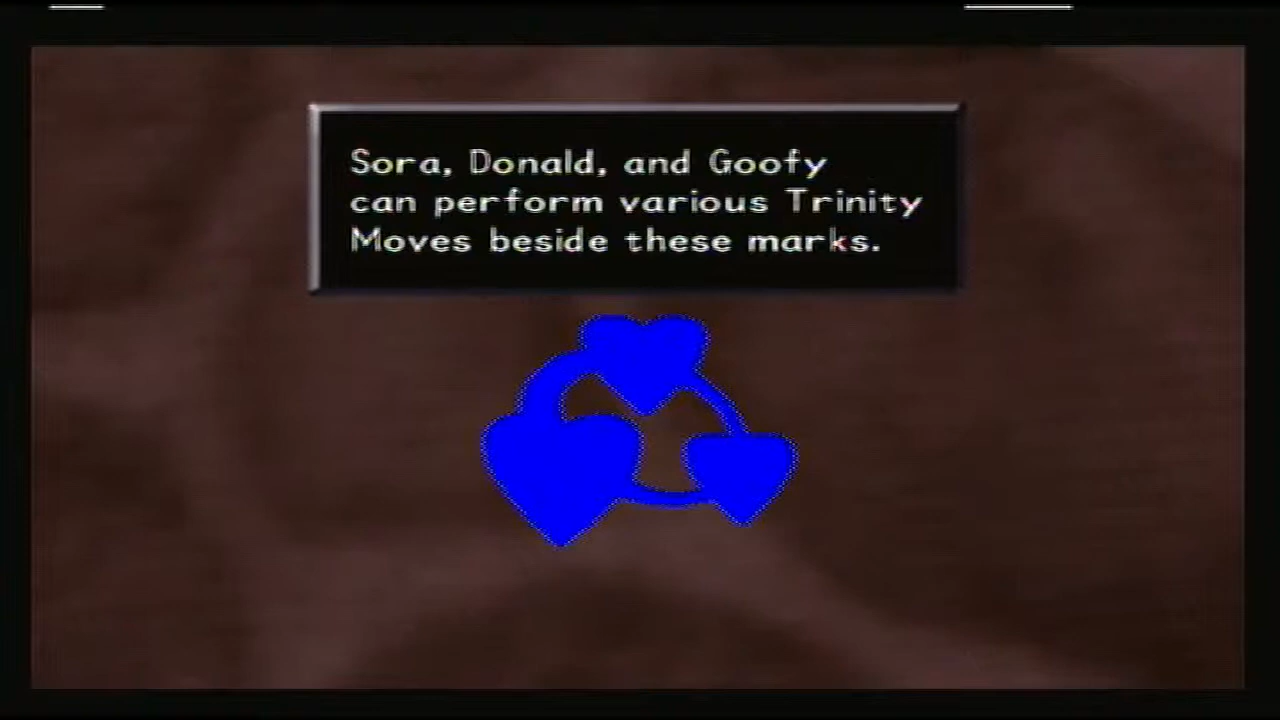 Sora, Donald, and Goofy
can perform various Trinity
Moves beside these marks.